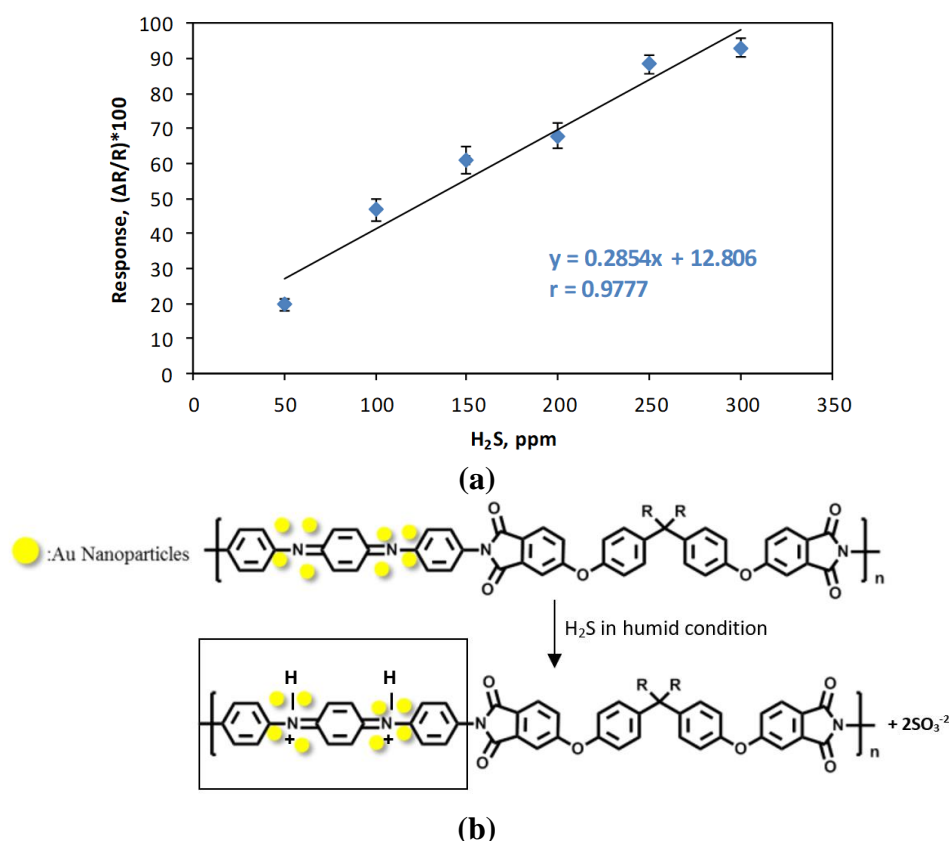 100
90
80
70
60
50
40
30
20
10
0
Response, (ΔR/R)*100
y = 0.2854x + 12.806
r = 0.9777
0 50 100 150 200 250 300 350
H₂S, ppm
(a)
:Au Nanoparticles
O O R R O O
N N N N
O O O O n
H₂S in humid condition
H H O O R R O O
N N N N + 2SO₃⁻²
+ + O O O O n
(b)